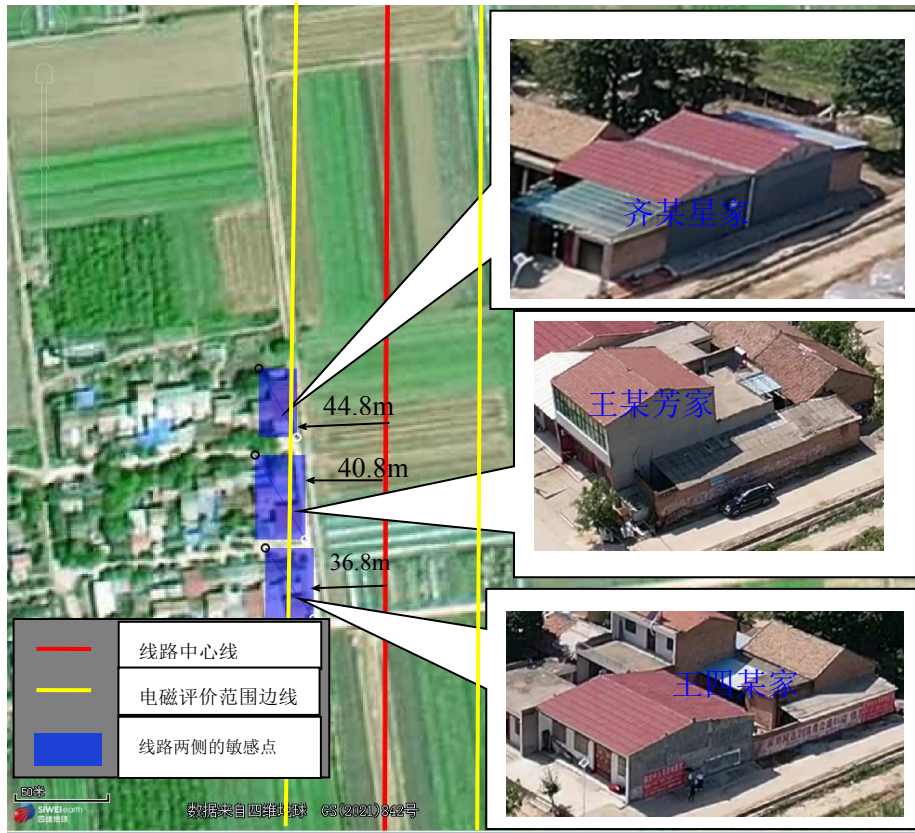 齐某星家
44.8m
40.8m
王某芳家
36.8m
王四某家
线路中心线
电磁评价范围边线
线路两侧的敏感点
50米
SIWEIearth
四维地球
数据来自四维地球 GS(2021)842号